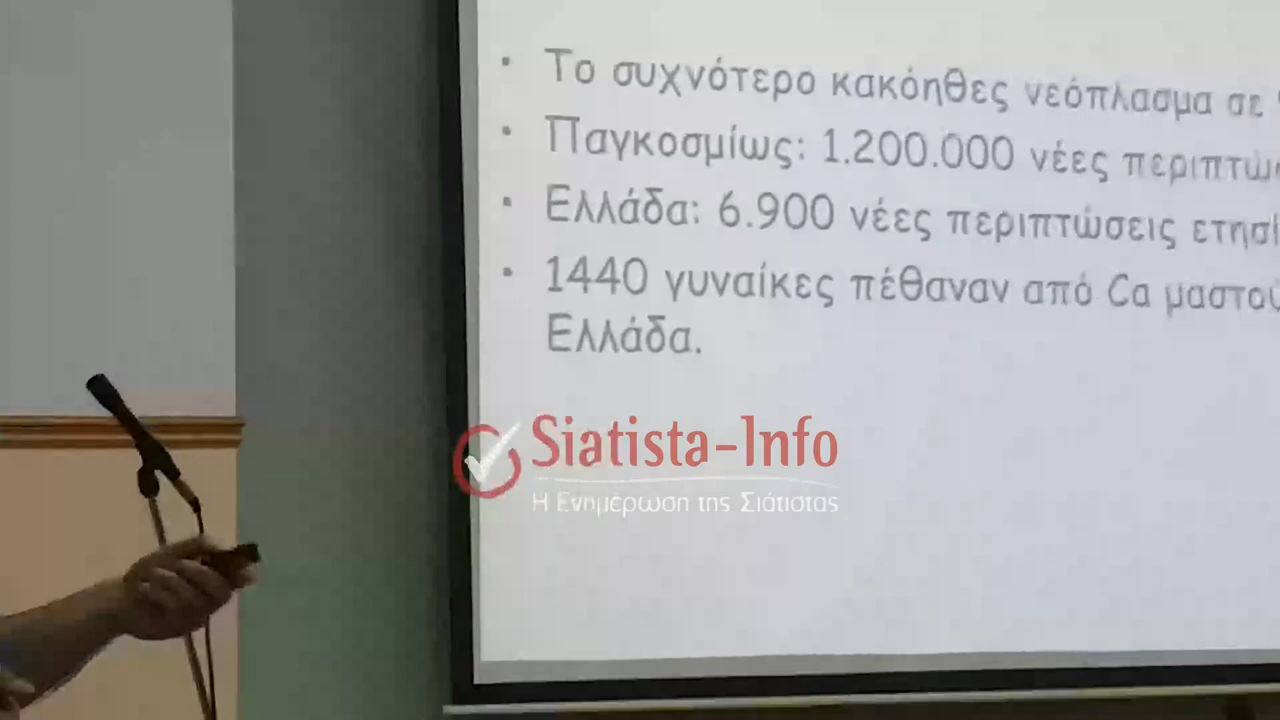 • Το συχνότερο κακόηθες νεόπλασμα σε
• Παγκοσμίως: 1.200.000 νέες
• Ελλάδα: 6.900 νέες περιπτώσεις
• 1440 γυναίκες πέθαναν από Ca
Ελλάδα.
Siatista-Info
Η Ενημέρωση της Σιάτιστας